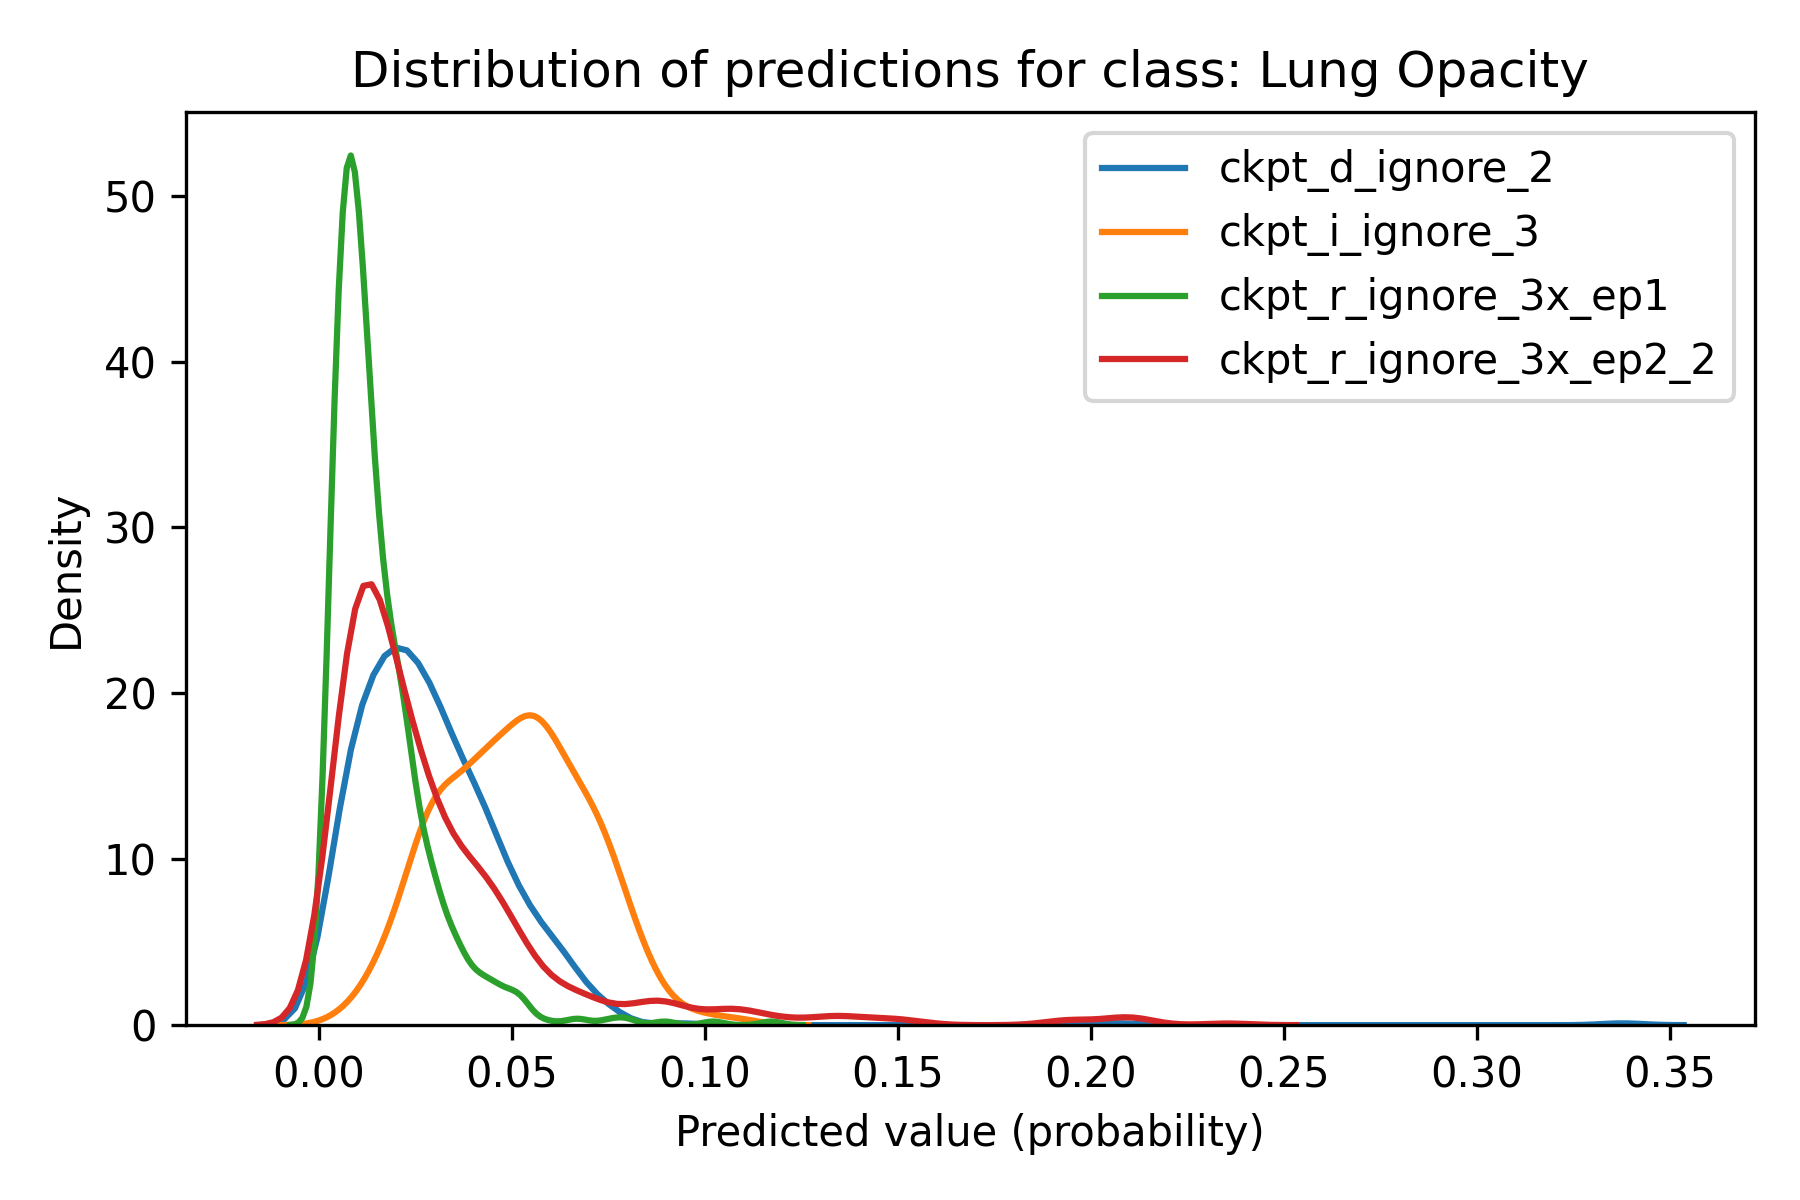 Distribution of predictions for class: Lung Opacity
ckpt_d_ignore_2
ckpt_i_ignore_3
ckpt_r_ignore_3x_ep1
ckpt_r_ignore_3x_ep2_2
Density
50
40
30
20
10
0
0.00 0.05 0.10 0.15 0.20 0.25 0.30 0.35
Predicted value (probability)